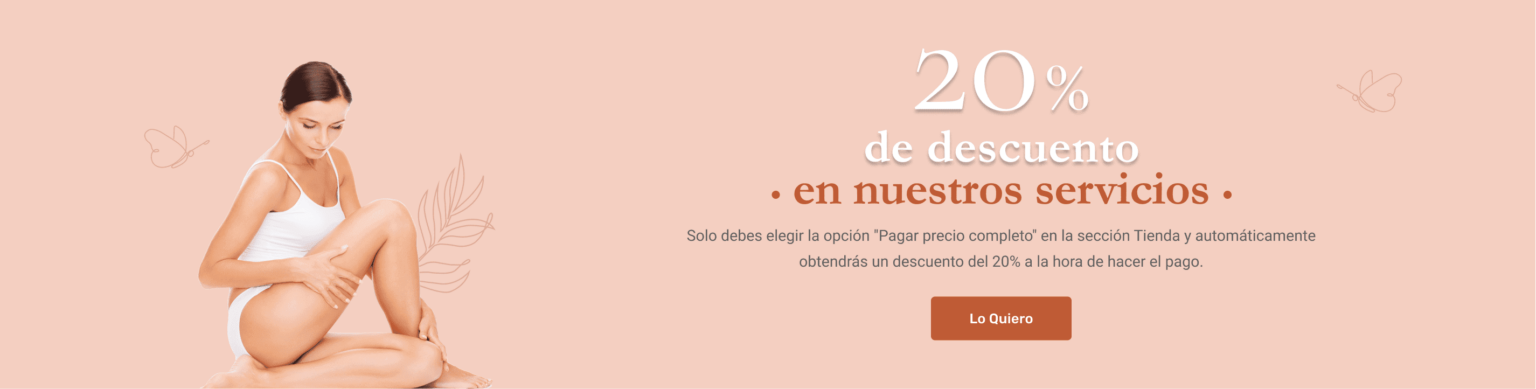 20%
de descuento
• en nuestros servicios •
Solo debes elegir la opción "Pagar precio completo" en la sección Tienda y automáticamente
obtendrás un descuento del 20% a la hora de hacer el pago.
Lo Quiero